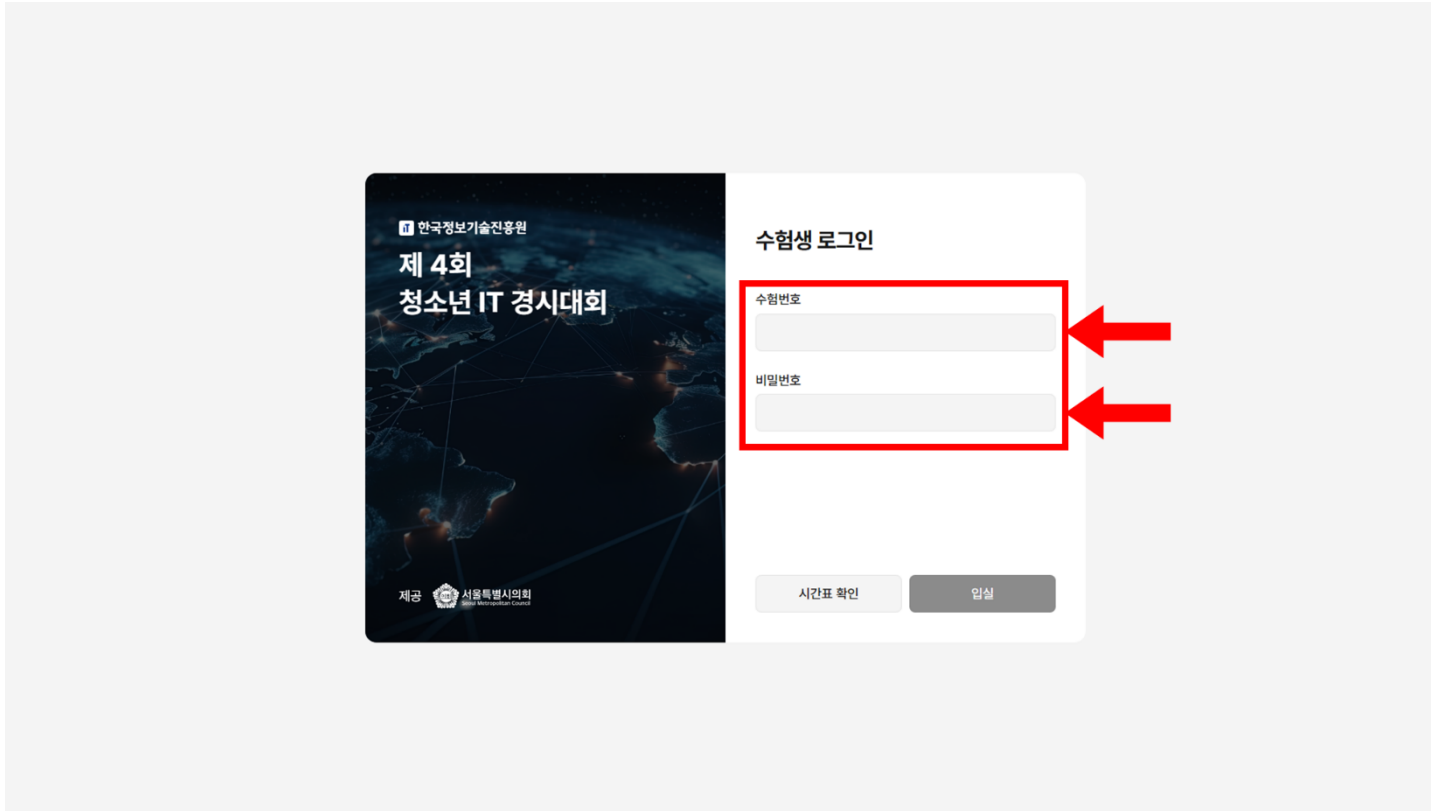 iT 한국정보기술진흥원
제 4회
청소년 IT 경시대회
제공 서울특별시의회
Seoul Metropolitan Council
수험생 로그인
수험번호
비밀번호
시간표 확인
입실